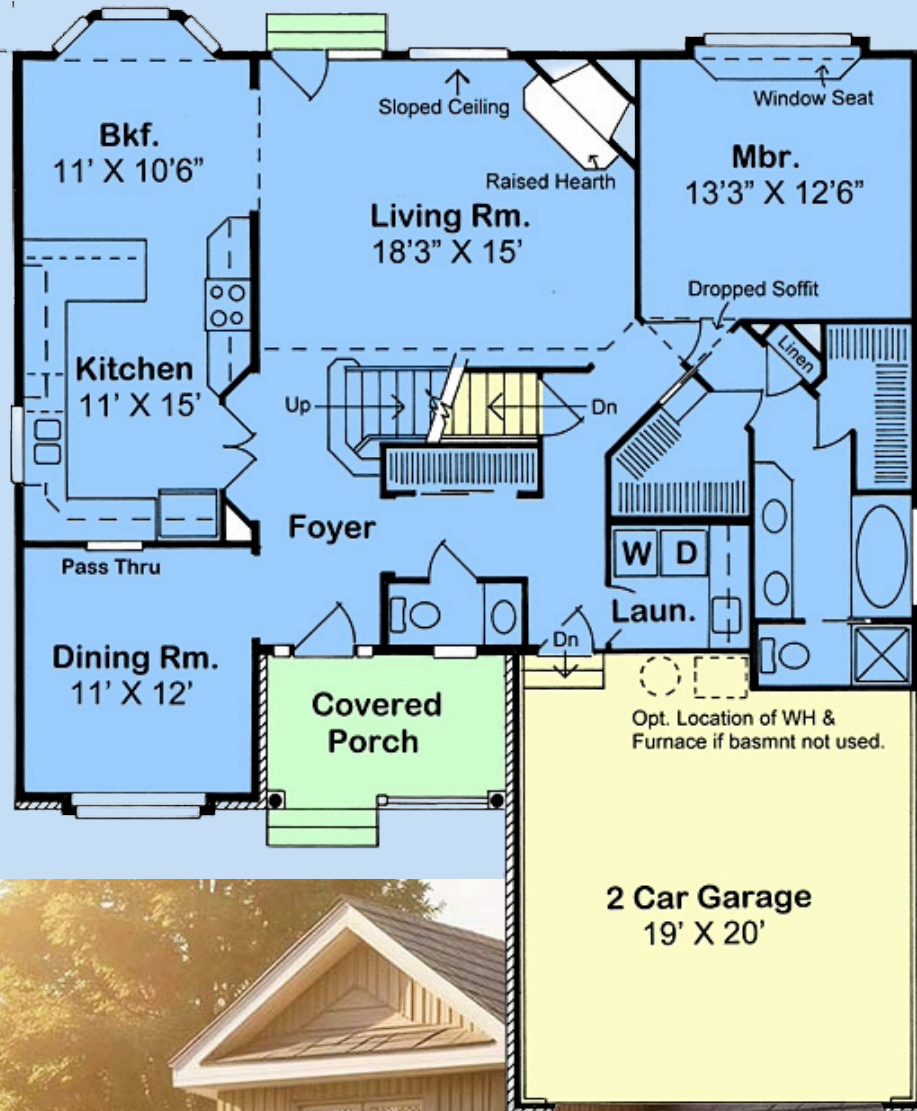 Bkf.
11' X 10'6”
Sloped Ceiling
Raised Hearth
Living Rm.
18'3” X 15'
Window Seat
Mbr.
13'3” X 12'6”
Dropped Soffit
Linen
Kitchen
11' X 15'
Up
Dn
Foyer
Pass Thru
W D
Laun.
Dn
Dining Rm.
11' X 12'
Covered
Porch
Opt. Location of WH &
Furnace if basmnt not used.
2 Car Garage
19' X 20'